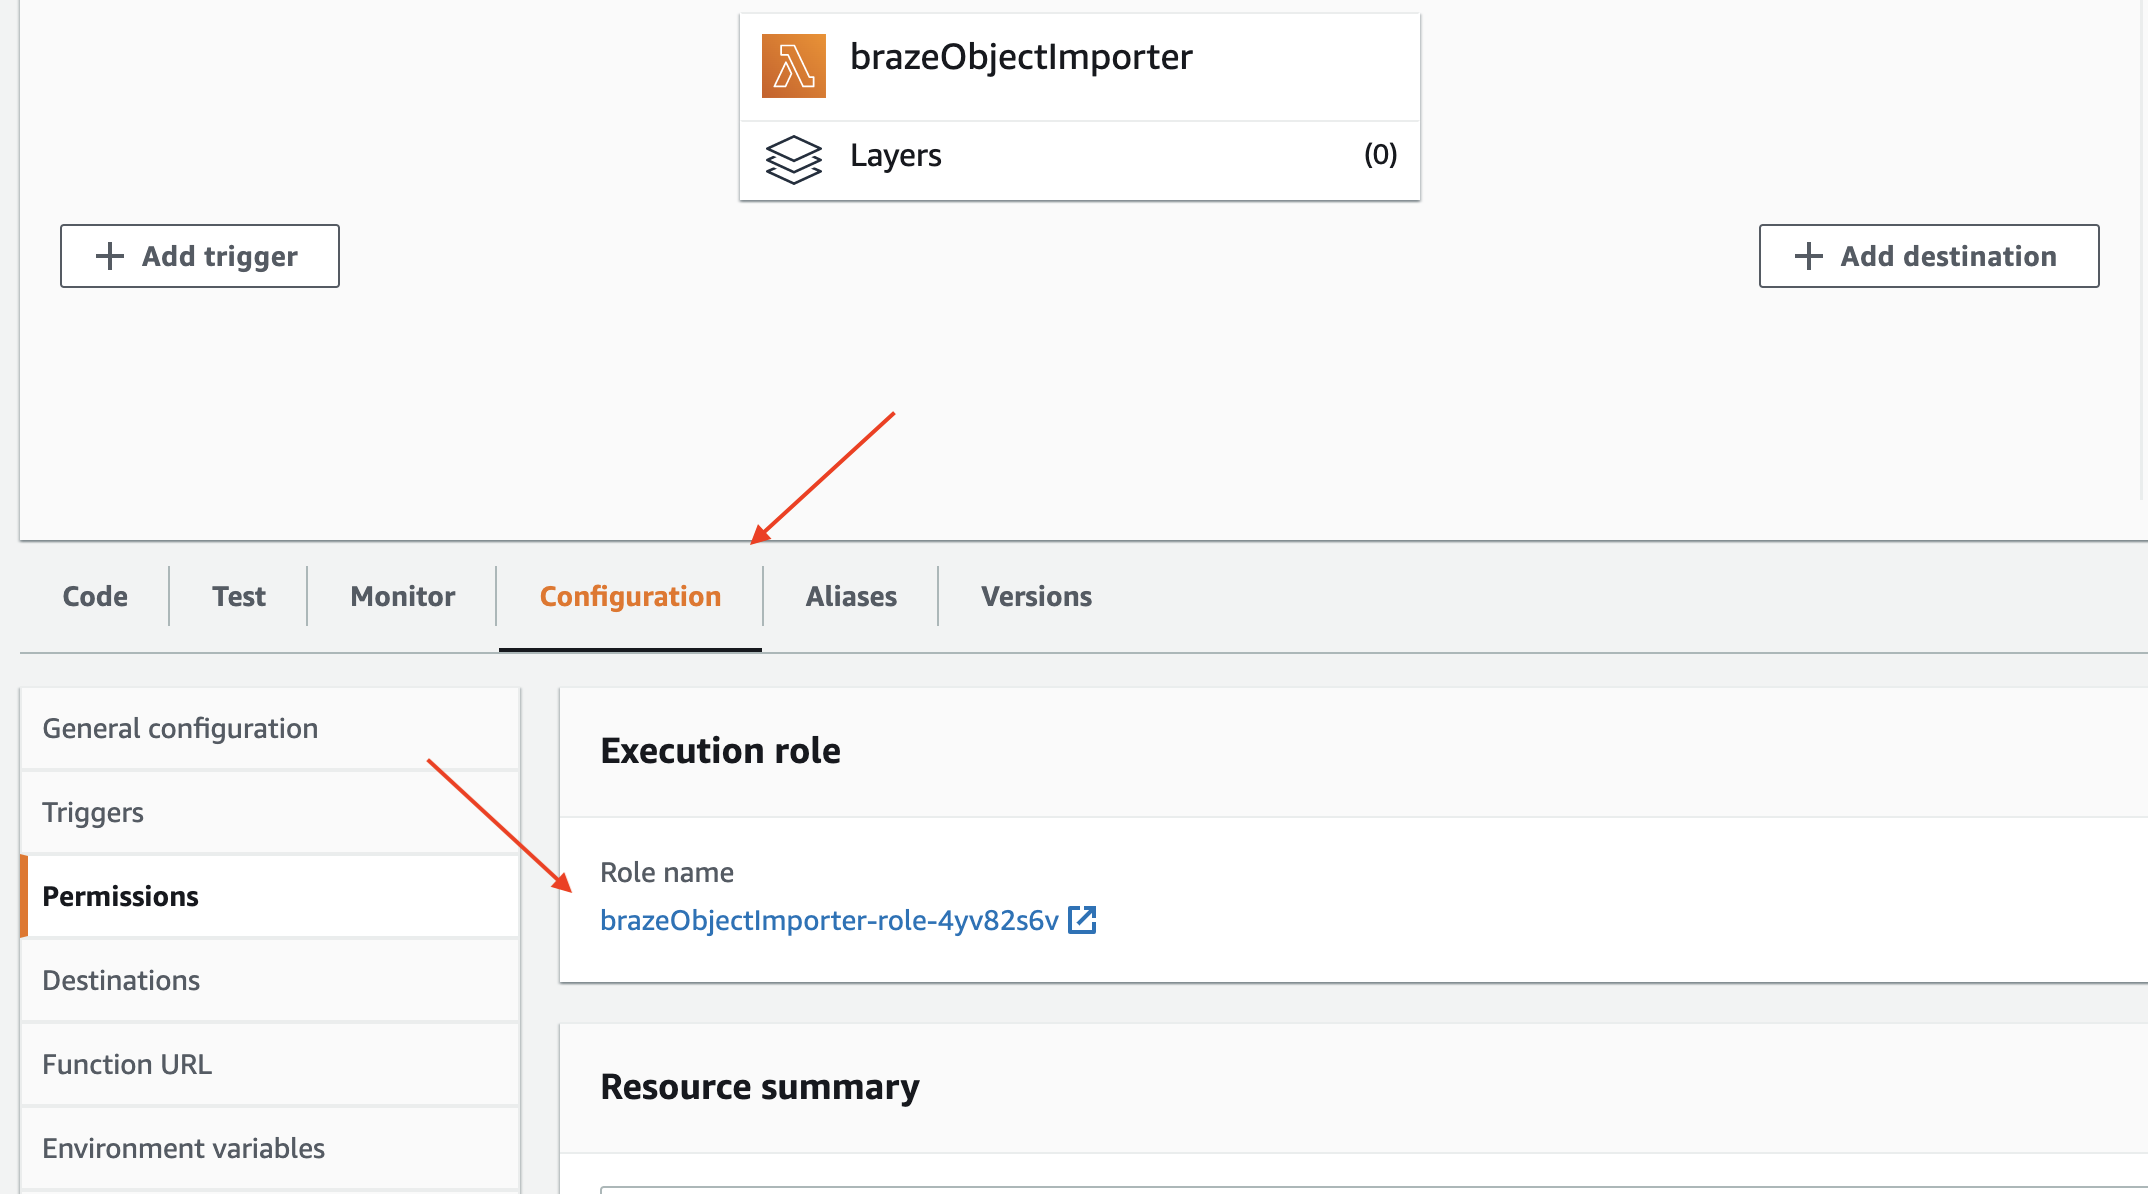 brazeObjectImporter
Layers (0)
Add trigger
Add destination
Code Test Monitor Configuration Aliases Versions
General configuration
Triggers
Permissions
Destinations
Function URL
Environment variables
Execution role
Role name
brazeObjectImporter-role-4yv82s6v
Resource summary